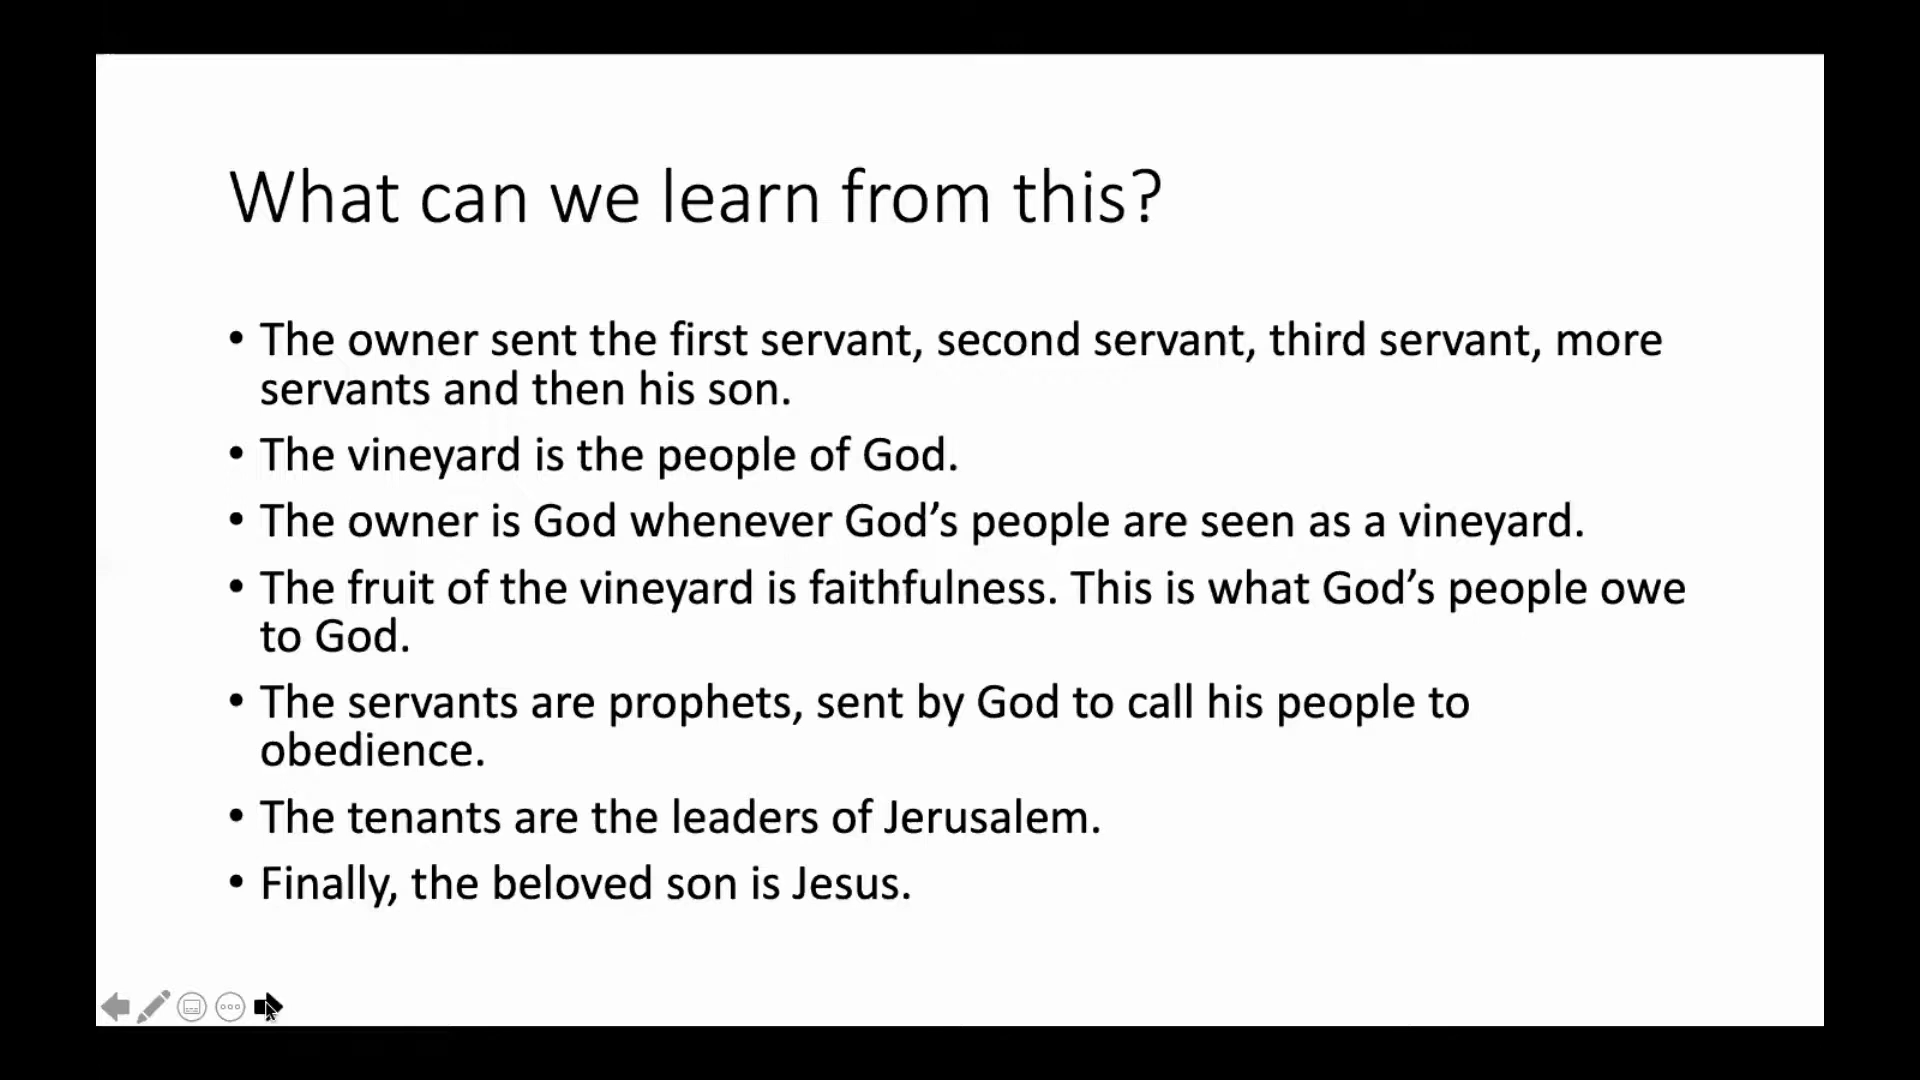 What can we learn from this?
• The owner sent the first servant, second servant, third servant, more
servants and then his son.
• The vineyard is the people of God.
• The owner is God whenever God’s people are seen as a vineyard.
• The fruit of the vineyard is faithfulness. This is what God’s people owe
to God.
• The servants are prophets, sent by God to call his people to
obedience.
• The tenants are the leaders of Jerusalem.
• Finally, the beloved son is Jesus.